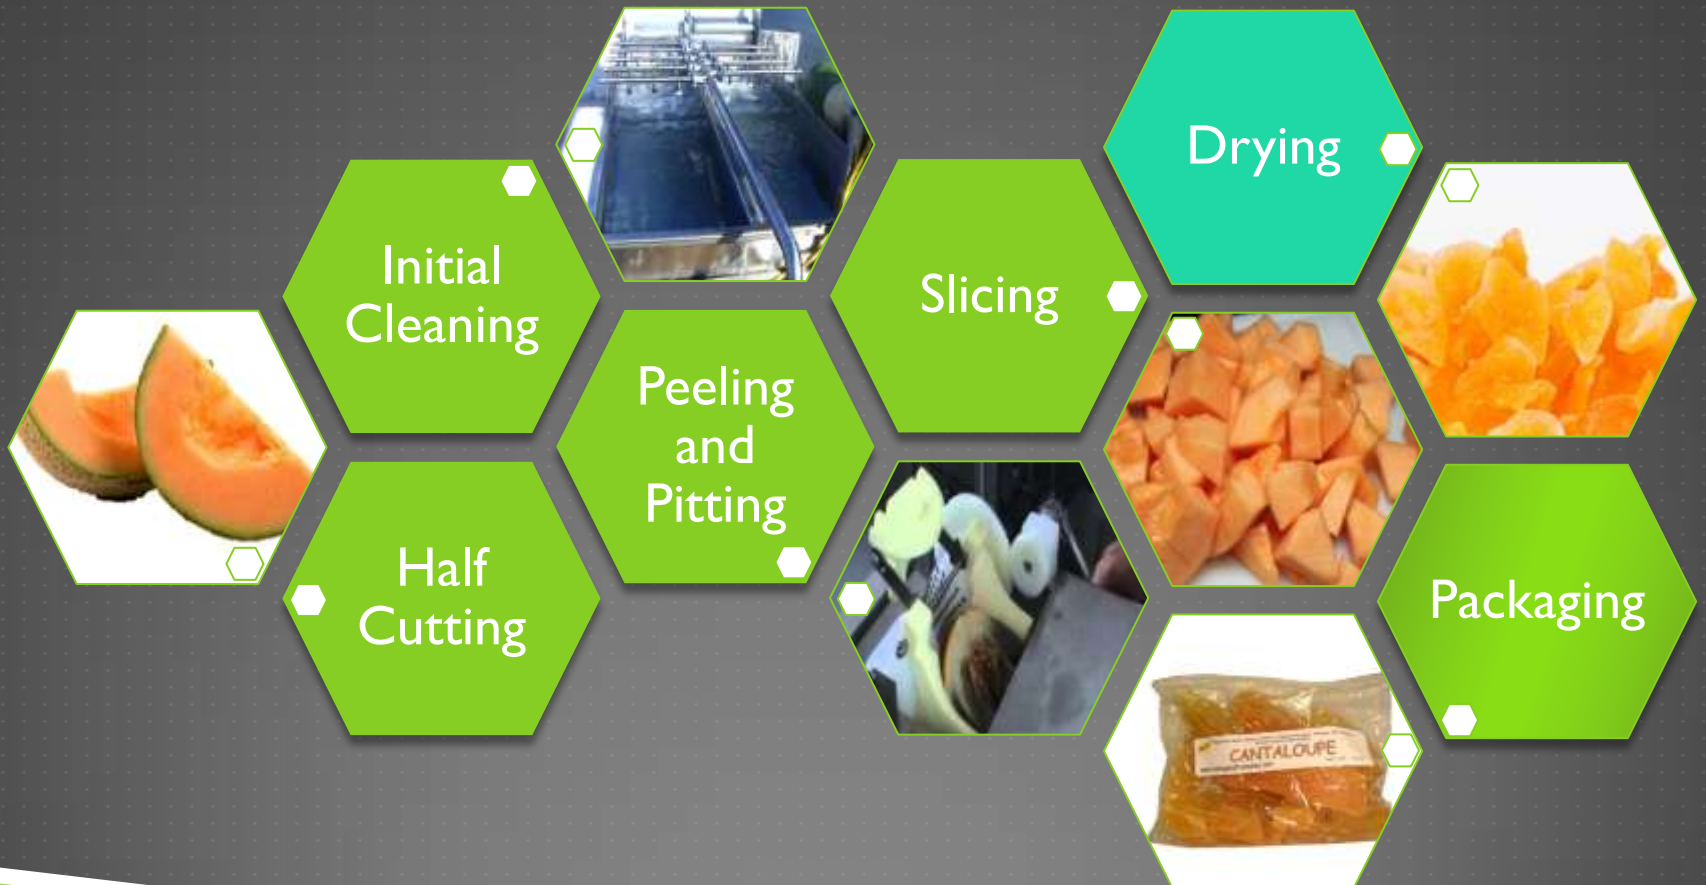 Initial
Cleaning
Half
Cutting
Peeling
and
Pitting
Slicing
Drying
Packaging
CANTALOUPE